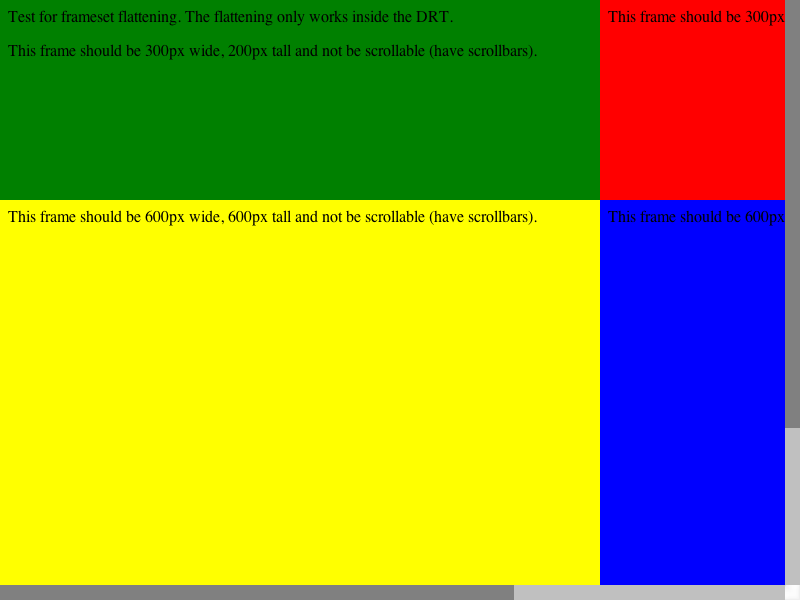 Test for frameset flattening. The flattening only works inside the DRT.
This frame should be 300px
This frame should be 300px wide, 200px tall and not be scrollable (have scrollbars).
This frame should be 600px wide, 600px tall and not be scrollable (have scrollbars).
This frame should be 600px